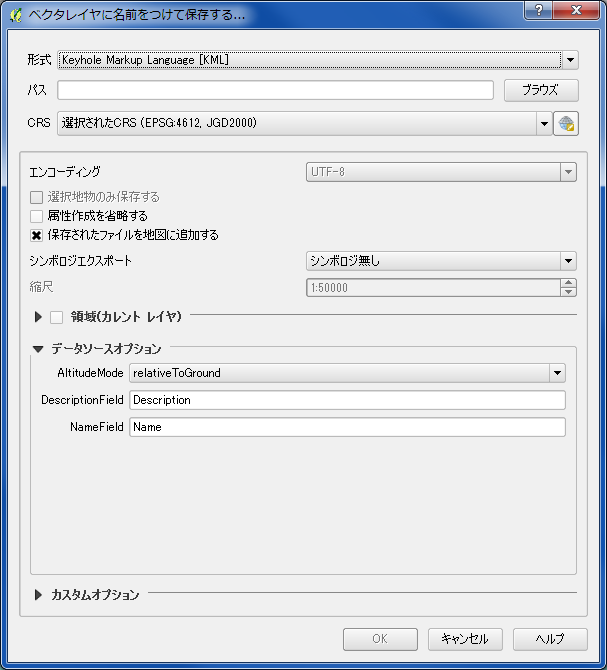 ベクタレイヤに名前をつけて保存する...
形式 Keyhole Markup Language [KML]
パス ブラウズ
CRS 選択されたCRS (EPSG:4612, JGD2000)
エンコーディング UTF-8
選択地物のみ保存する
属性作成を省略する
保存されたファイルを地図に追加する
シンボロジエクスポート シンボロジ無し
縮尺 1:50000
領域(カレント レイヤ)
データソースオプション
AltitudeMode relativeToGround
DescriptionField Description
NameField Name
カスタムオプション
OK キャンセル ヘルプ